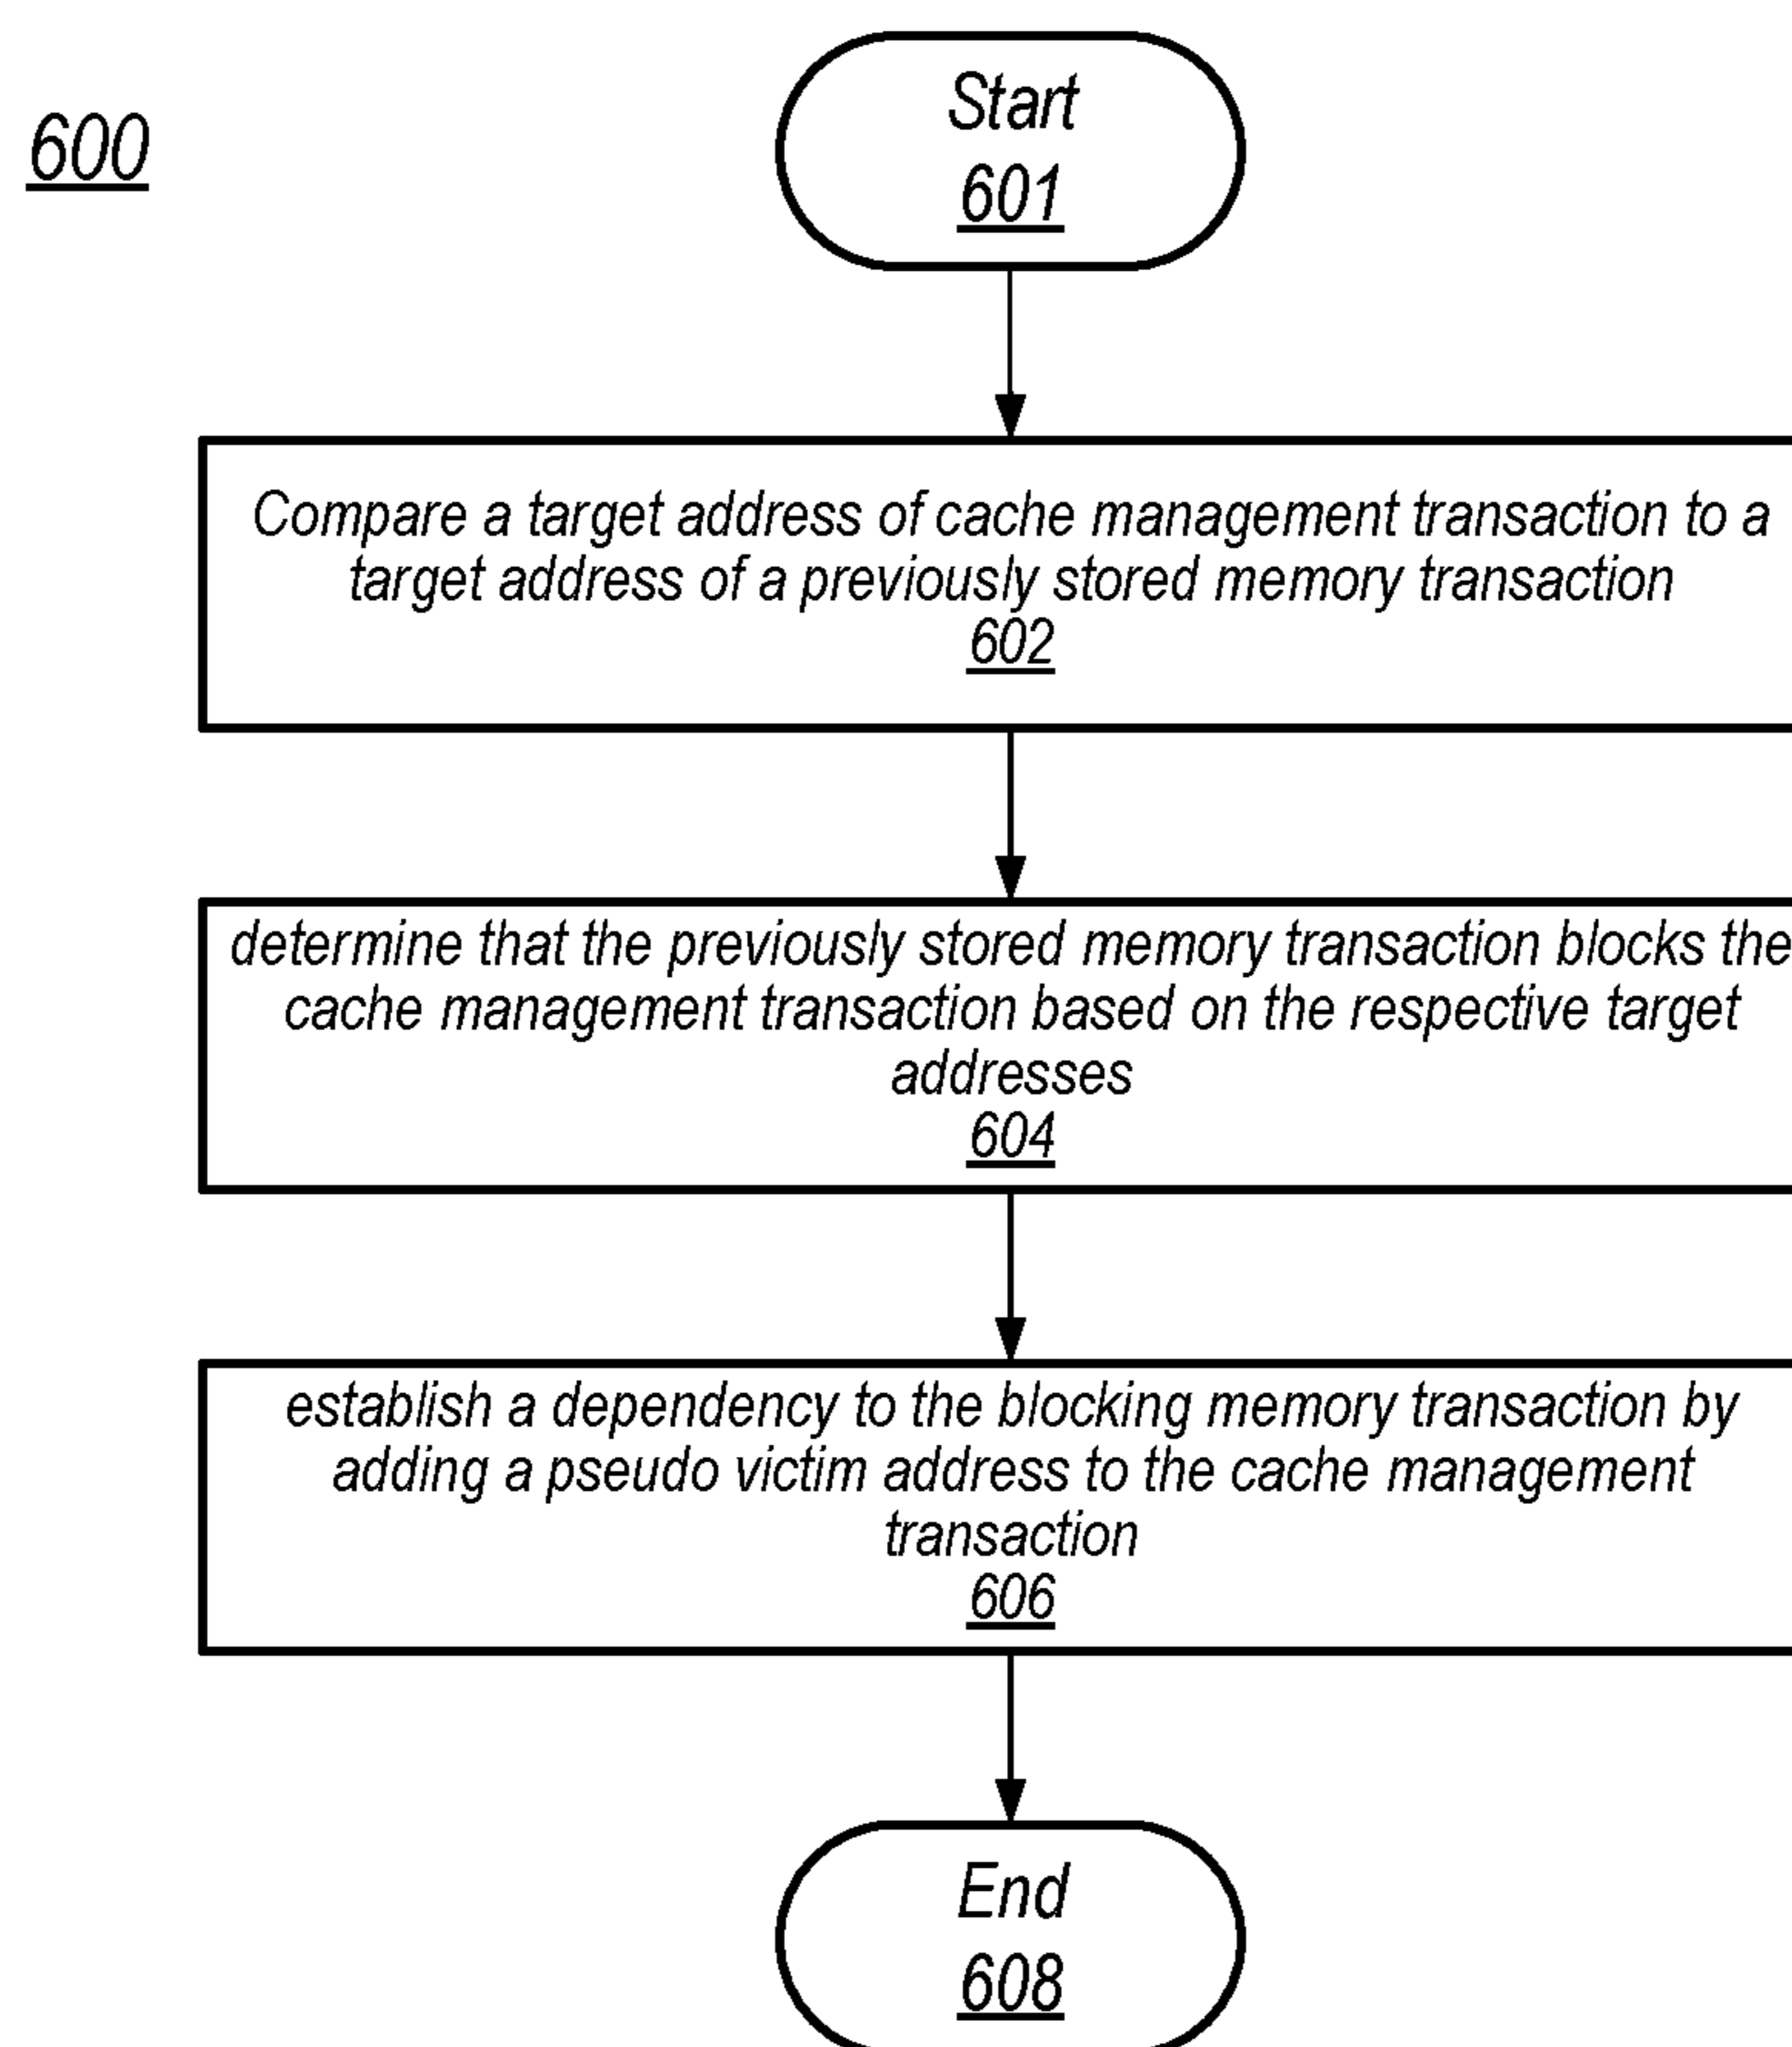 600
Start
601
Compare a target address of cache management transaction to a
target address of a previously stored memory transaction
602
determine that the previously stored memory transaction blocks the
cache management transaction based on the respective target
addresses
604
establish a dependency to the blocking memory transaction by
adding a pseudo victim address to the cache management
transaction
606
End
608